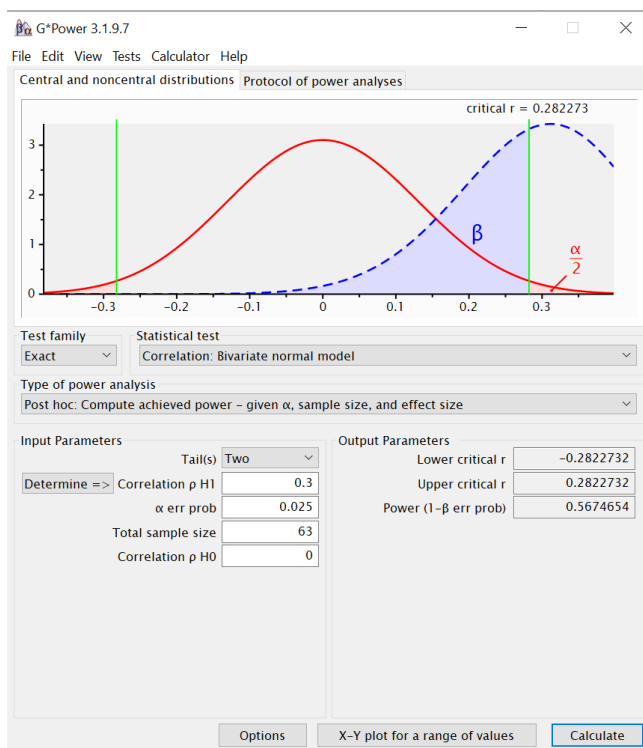 G*Power 3.1.9.7
File Edit View Tests Calculator Help
Central and noncentral distributions Protocol of power analyses
critical r = 0.282273
3
2
1
0
β
α
2
-0.3 -0.2 -0.1 0 0.1 0.2 0.3
Test family Statistical test
Exact Correlation: Bivariate normal model
Type of power analysis
Post hoc: Compute achieved power – given α, sample size, and effect size
Input Parameters Output Parameters
Tail(s) Two Lower critical r -0.2822732
Determine => Correlation ρ H1 0.3 Upper critical r 0.2822732
α err prob 0.025 Power (1-β err prob) 0.5674654
Total sample size 63
Correlation ρ H0 0
Options X-Y plot for a range of values Calculate